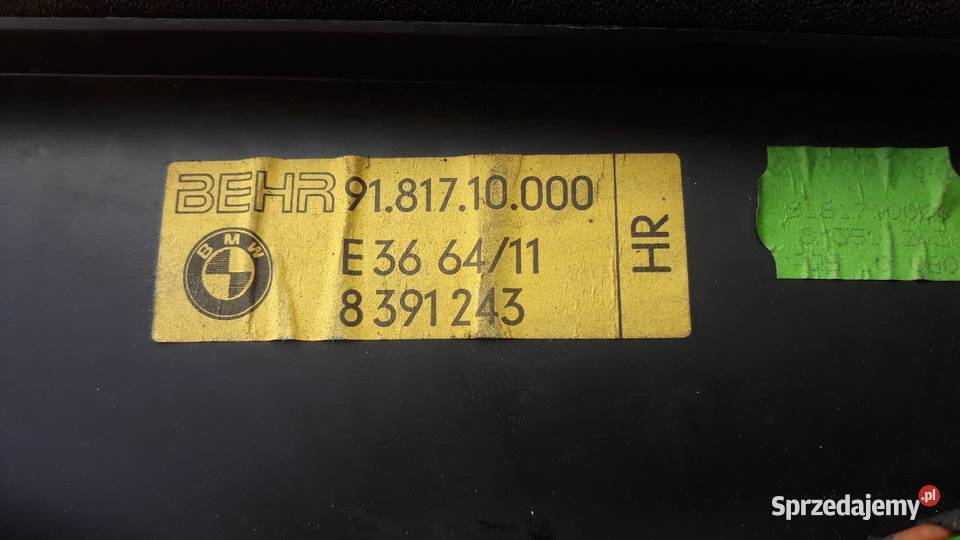 BEHR 91.817.10.000
BMW
E 36 64/11
8 391 243
HR
Sprzedajemy.pl